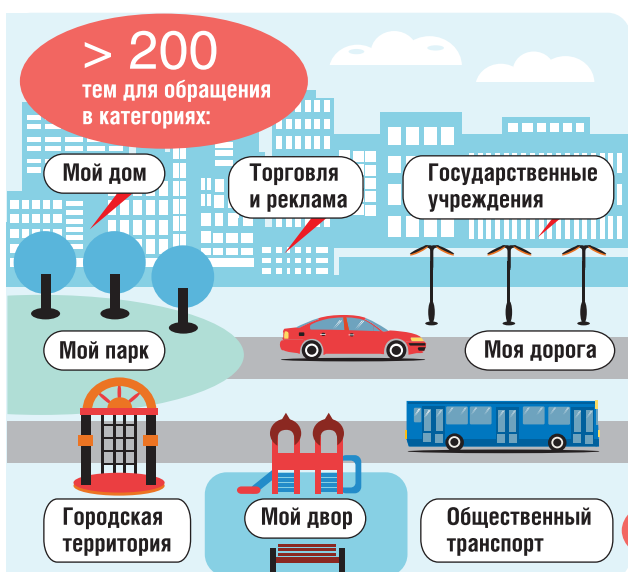 > 200
тем для обращения
в категориях:
Мой дом
Торговля
и реклама
Государственные
учреждения
Мой парк
Моя дорога
Городская
территория
Мой двор
Общественный
транспорт